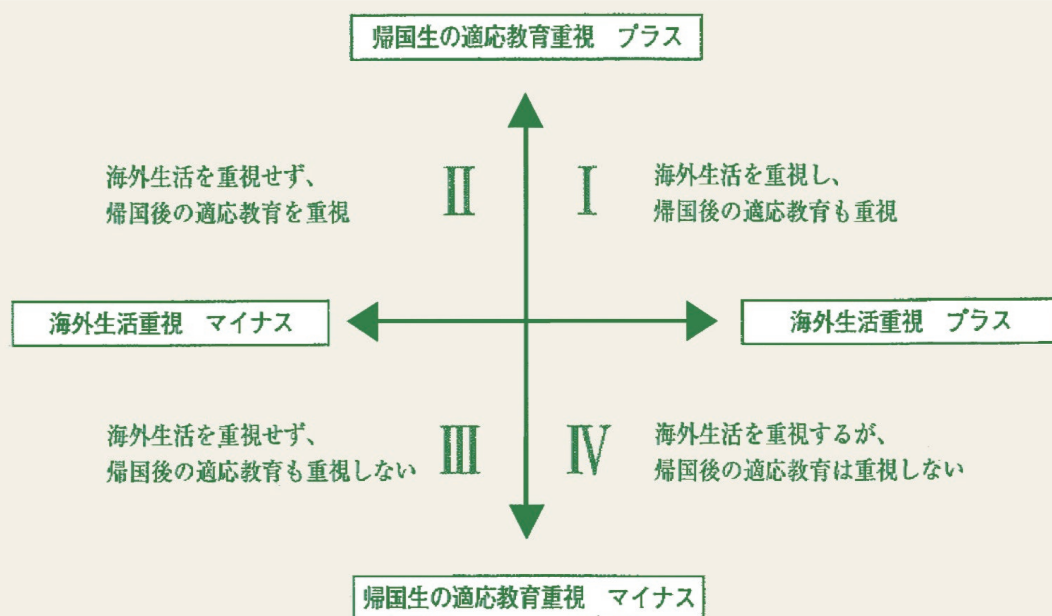 帰国生の適応教育重視　プラス
海外生活を重視せず、
帰国後の適応教育を重視
II
I
海外生活を重視し、
帰国後の適応教育も重視
海外生活重視　マイナス
海外生活重視　プラス
海外生活を重視せず、
帰国後の適応教育も重視しない
III
IV
海外生活を重視するが、
帰国後の適応教育は重視しない
帰国生の適応教育重視　マイナス